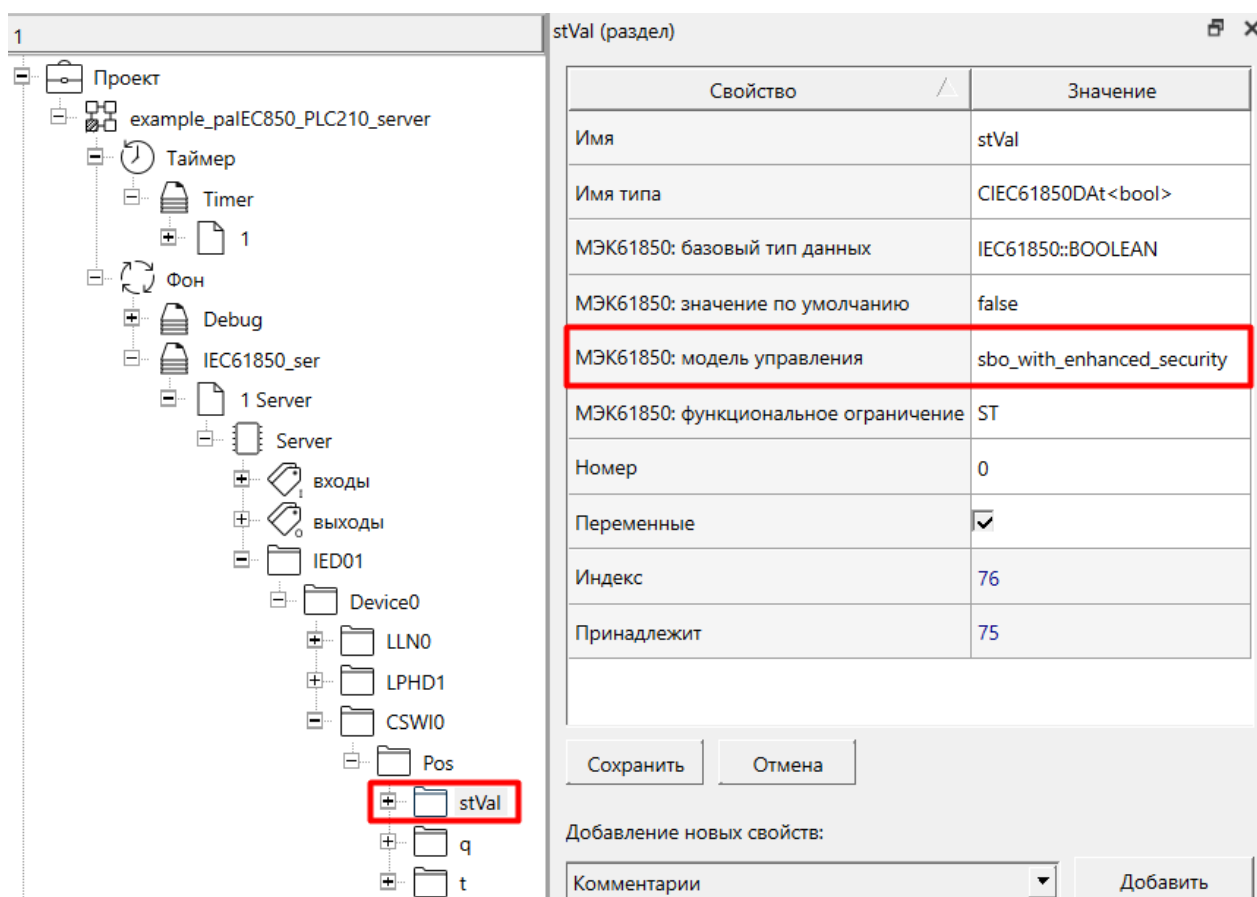 1
Проект
example_paIEC850_PLC210_server
Таймер
Timer
1
Фон
Debug
IEC61850_ser
1 Server
Server
входы
выходы
IED01
Device0
LLN0
LPHD1
CSWI0
Pos
stVal
q
t
stVal (раздел)
Свойство Значение
Имя stVal
Имя типа CIEC61850DAt<bool>
МЭК61850: базовый тип данных IEC61850::BOOLEAN
МЭК61850: значение по умолчанию false
МЭК61850: модель управления sbo_with_enhanced_security
МЭК61850: функциональное ограничение ST
Номер 0
Переменные
Индекс 76
Принадлежит 75
Сохранить Отмена
Добавление новых свойств:
Комментарии Добавить